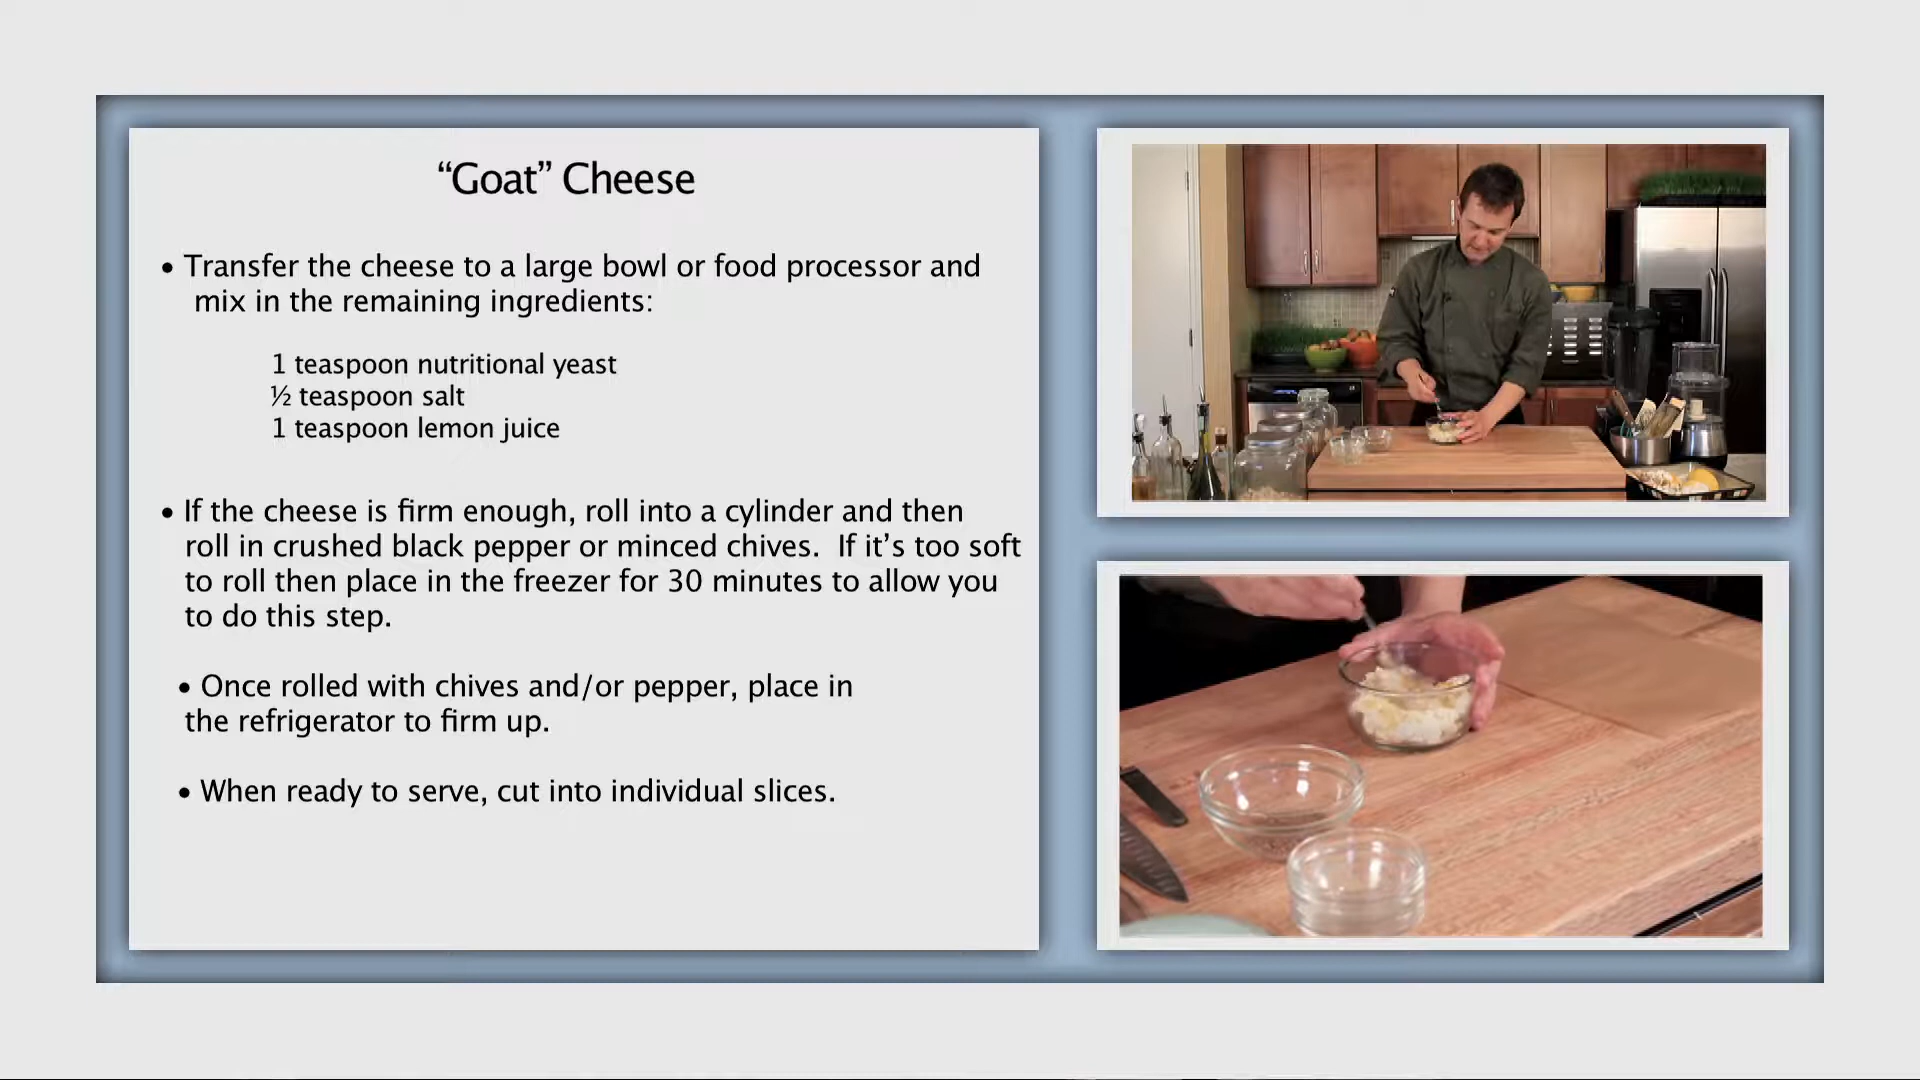 “Goat” Cheese
• Transfer the cheese to a large bowl or food processor and
mix in the remaining ingredients:
1 teaspoon nutritional yeast
½ teaspoon salt
1 teaspoon lemon juice
• If the cheese is firm enough, roll into a cylinder and then
roll in crushed black pepper or minced chives.  If it’s too soft
to roll then place in the freezer for 30 minutes to allow you
to do this step.
• Once rolled with chives and/or pepper, place in
the refrigerator to firm up.
• When ready to serve, cut into individual slices.